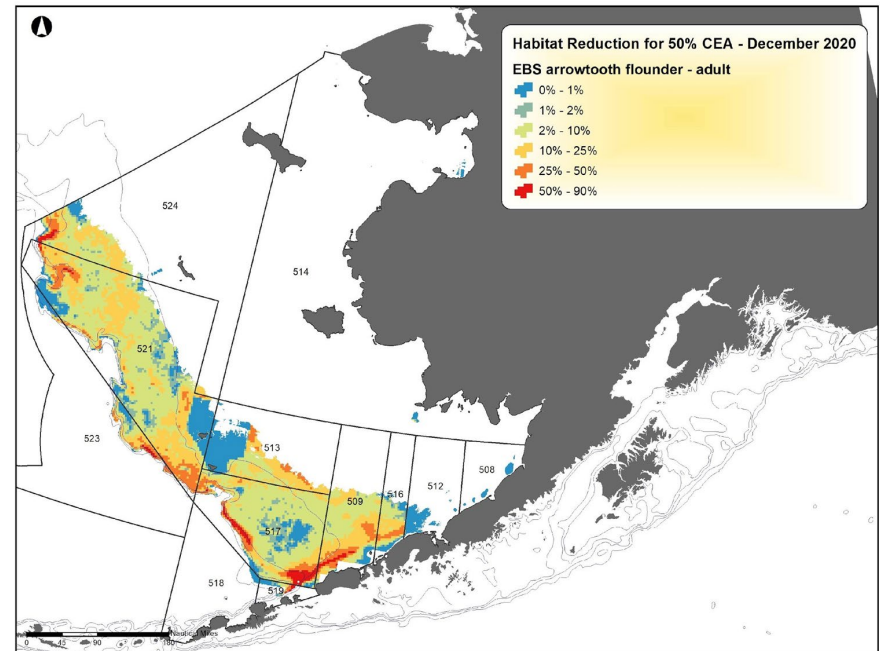 Habitat Reduction for 50% CEA - December 2020
EBS arrowtooth flounder - adult
0% - 1%
1% - 2%
2% - 10%
10% - 25%
25% - 50%
50% - 90%
524
514
521
523
513
508
512
516
509
517
518
519
Nautical Miles
0 45 90 180